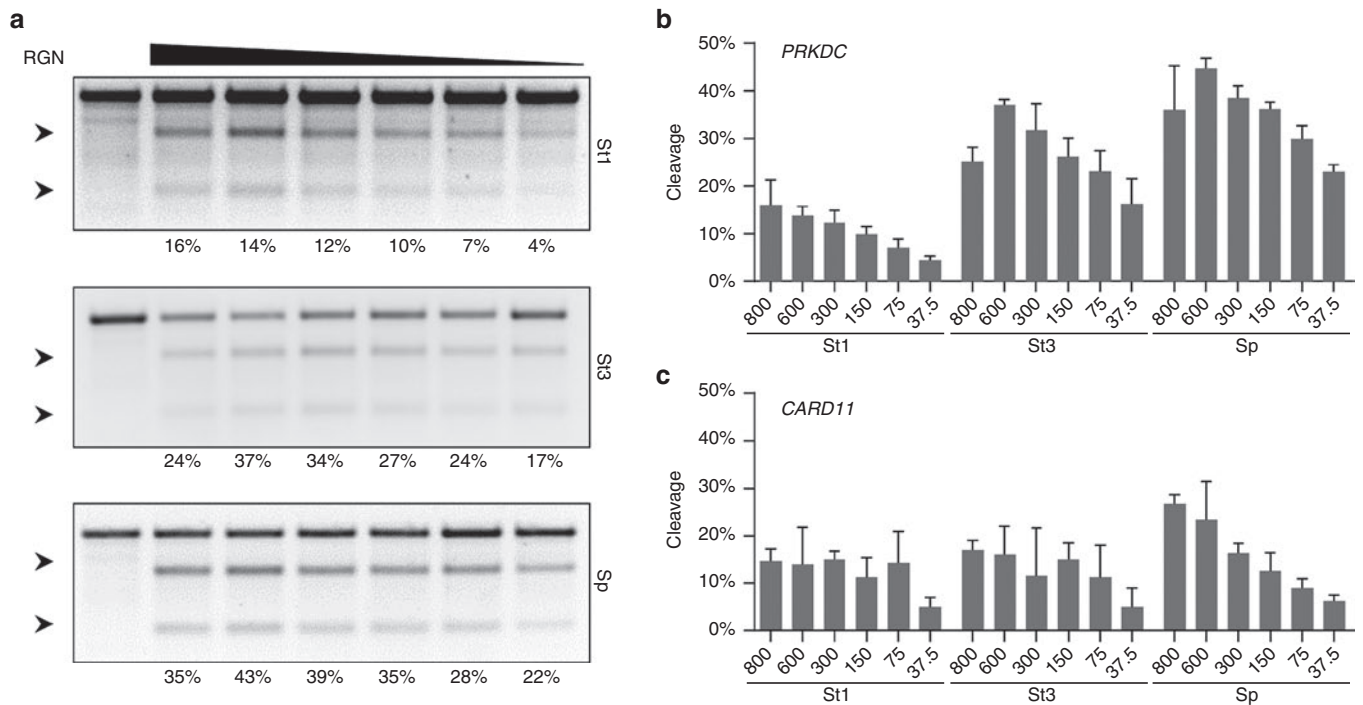 a
RGN
St1
16% 14% 12% 10% 7% 4%
St3
24% 37% 34% 27% 24% 17%
Sp
35% 43% 39% 35% 28% 22%
b
PRKDC
Cleavage
50%
40%
30%
20%
10%
0%
800 600 300 150 75 37.5 800 600 300 150 75 37.5 800 600 300 150 75 37.5
St1 St3 Sp
c
CARD11
Cleavage
50%
40%
30%
20%
10%
0%
800 600 300 150 75 37.5 800 600 300 150 75 37.5 800 600 300 150 75 37.5
St1 St3 Sp